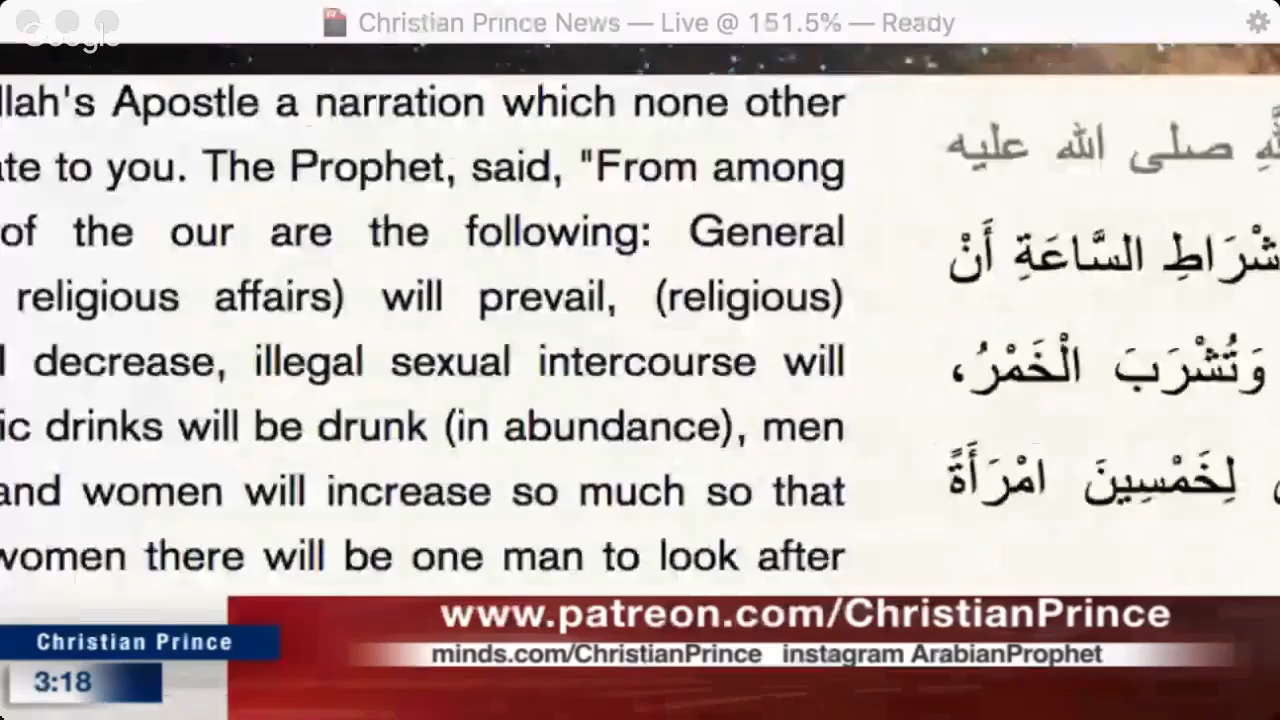 Christian Prince News — Live @ 151.5% — Ready
Google
llah's Apostle a narration which none other
ate to you. The Prophet, said, "From among
of the our are the following: General
religious affairs) will prevail, (religious)
l decrease, illegal sexual intercourse will
ic drinks will be drunk (in abundance), men
and women will increase so much so that
women there will be one man to look after
صلى الله عليه
شْرَاطِ السَّاعَةِ أَنْ
وَتُشْرَبَ الْخَمْرُ،
لِخَمْسِينَ امْرَأَةً
www.patreon.com/ChristianPrince
Christian Prince
minds.com/ChristianPrince instagram ArabianProphet
3:18